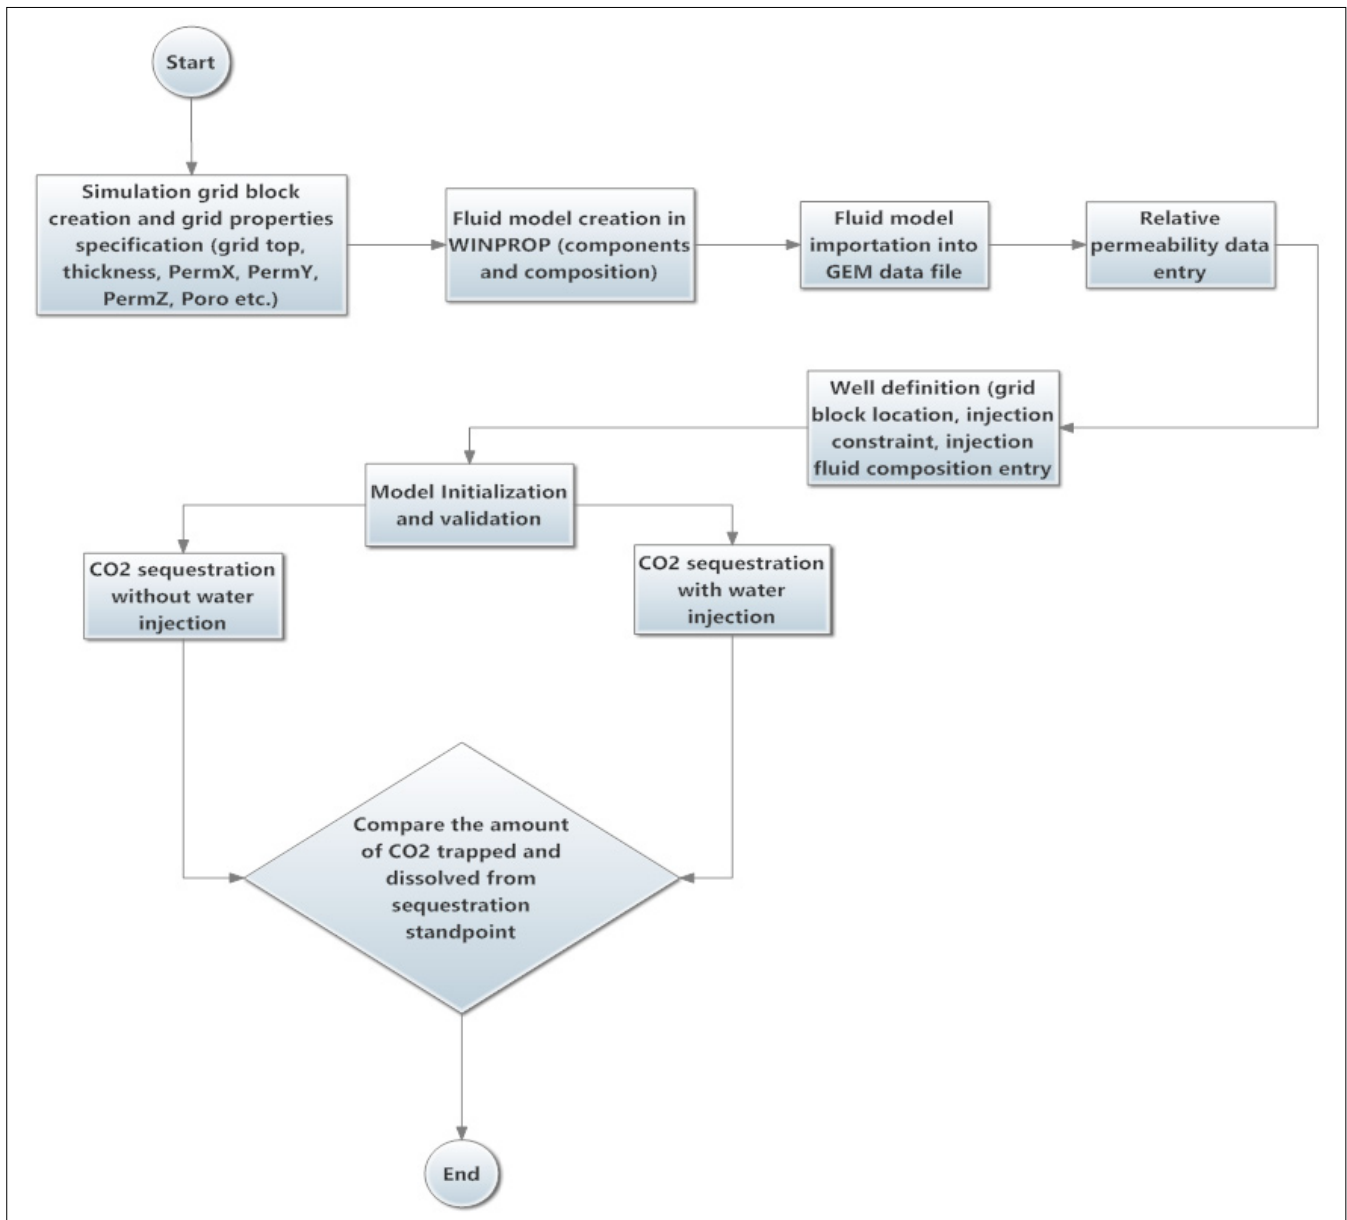 Start
Simulation grid block
creation and grid properties
specification (grid top,
thickness, PermX, PermY,
PermZ, Poro etc.)
Fluid model creation in
WINPROP (components
and composition)
Fluid model
importation into
GEM data file
Relative
permeability data
entry
Well definition (grid
block location, injection
constraint, injection
fluid composition entry
Model Initialization
and validation
CO2 sequestration
without water
injection
CO2 sequestration
with water
injection
Compare the amount
of CO2 trapped and
dissolved from
sequestration
standpoint
End